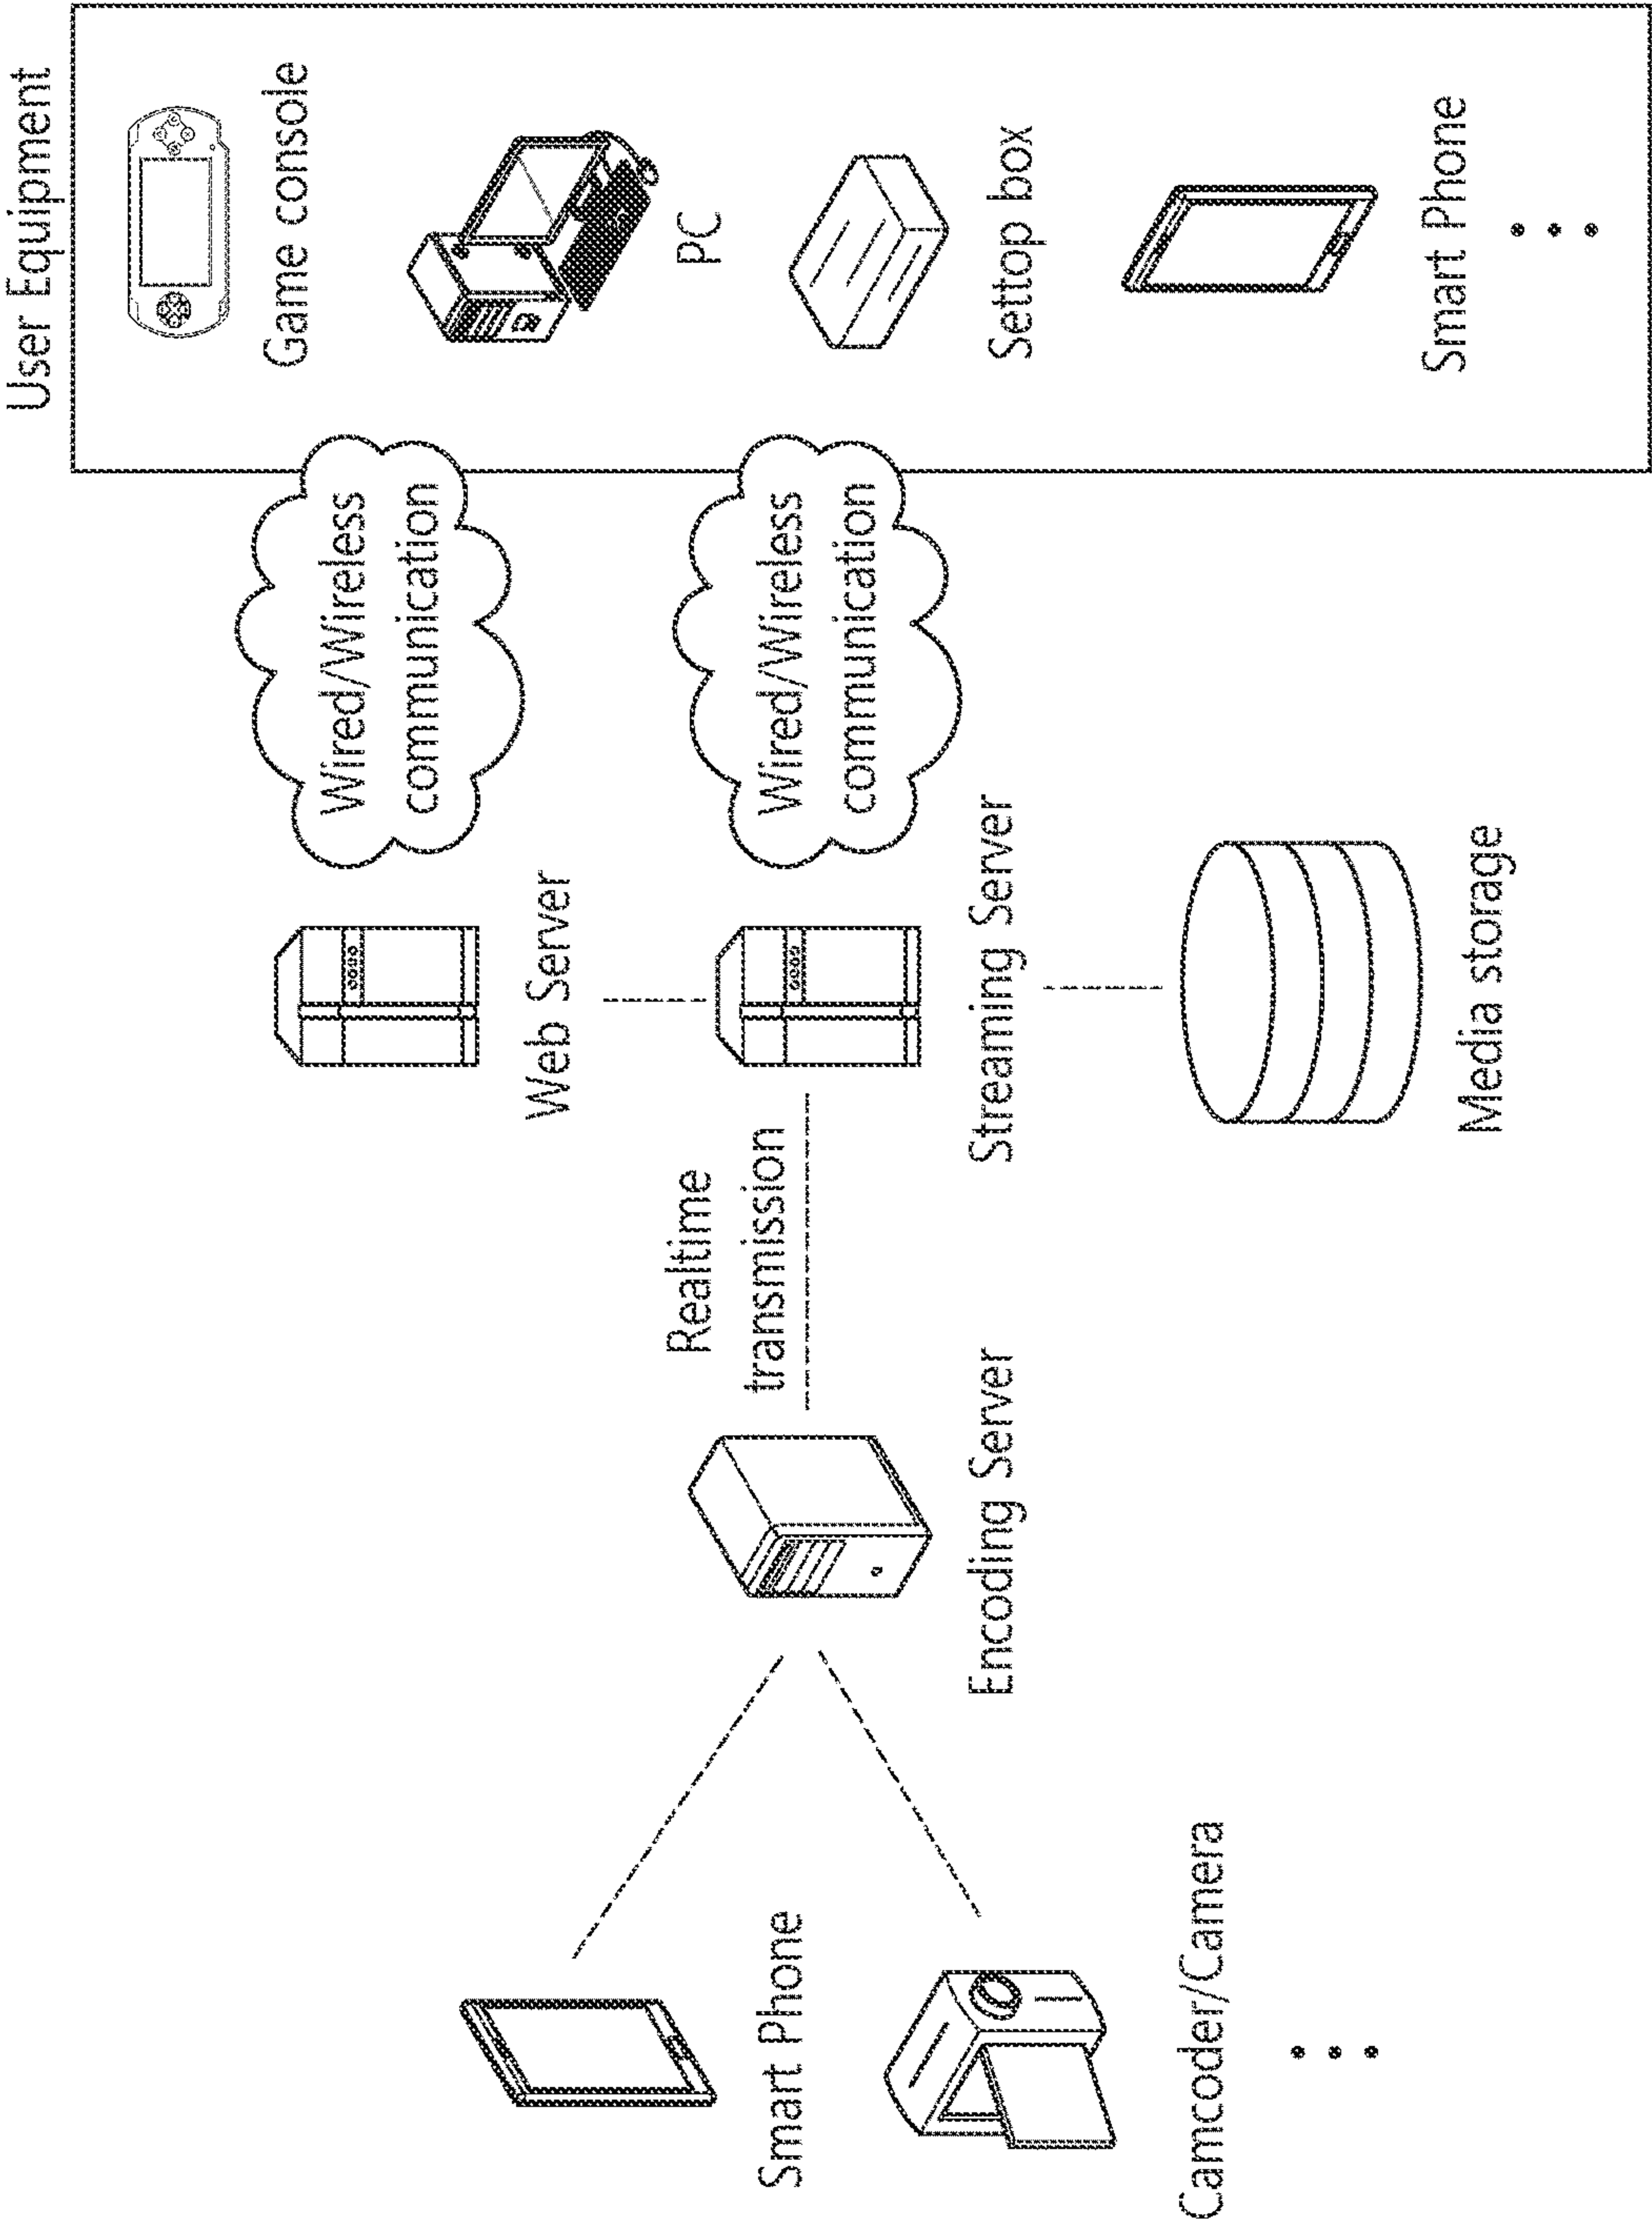 User Equipment
Game console
PC
Settop box
Smart Phone
Wired/Wireless
communication
Wired/Wireless
communication
Web Server
Streaming Server
Media storage
Realtime
transmission
Encoding Server
Smart Phone
Camcoder/Camera